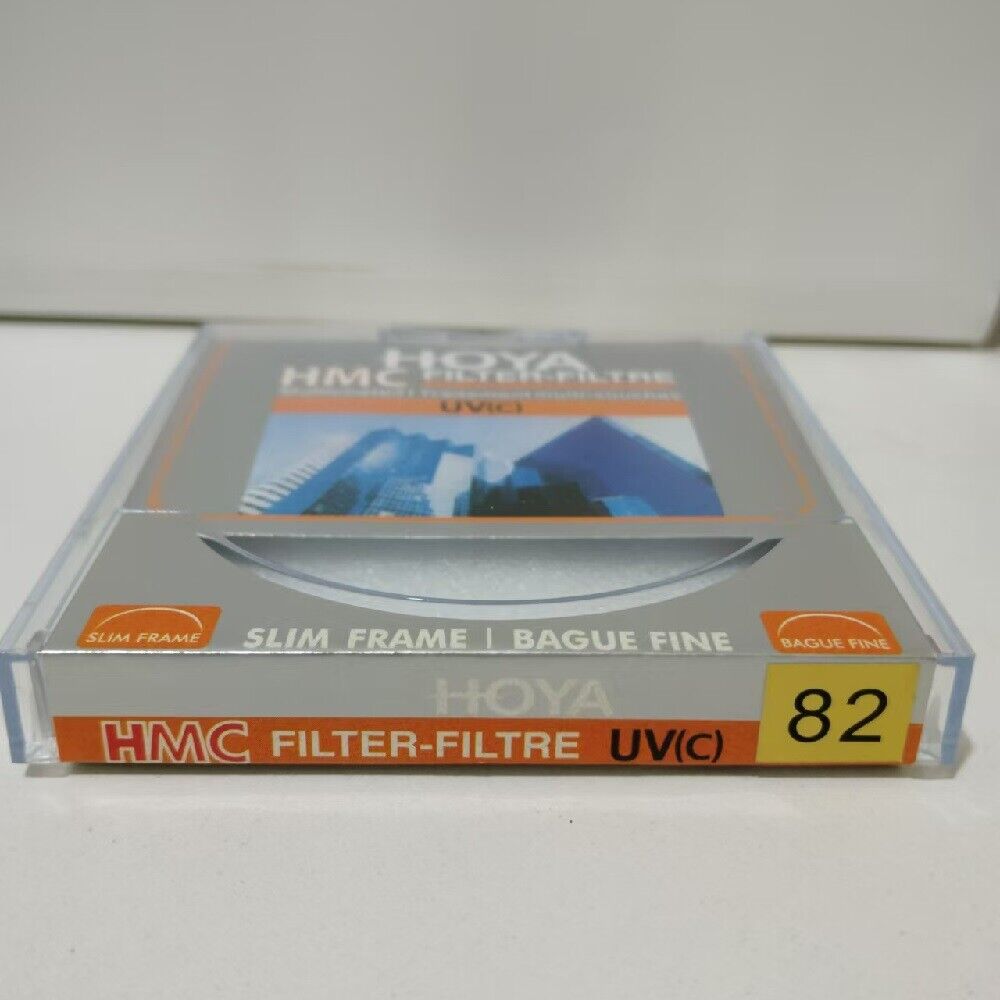 HOYA
HMC FILTER-FILTRE
UV(C)
SLIM FRAME
SLIM FRAME | BAGUE FINE
BAGUE FINE
HOYA
HMC FILTER-FILTRE UV(C)
82